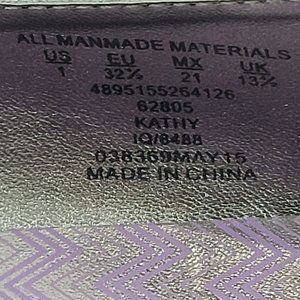 ALL MANMADE MATERIALS
US EU MX UK
1 32½ 21 13½
4895155264126
62805
KATHY
IQ/8488
038369MAY15
MADE IN CHINA